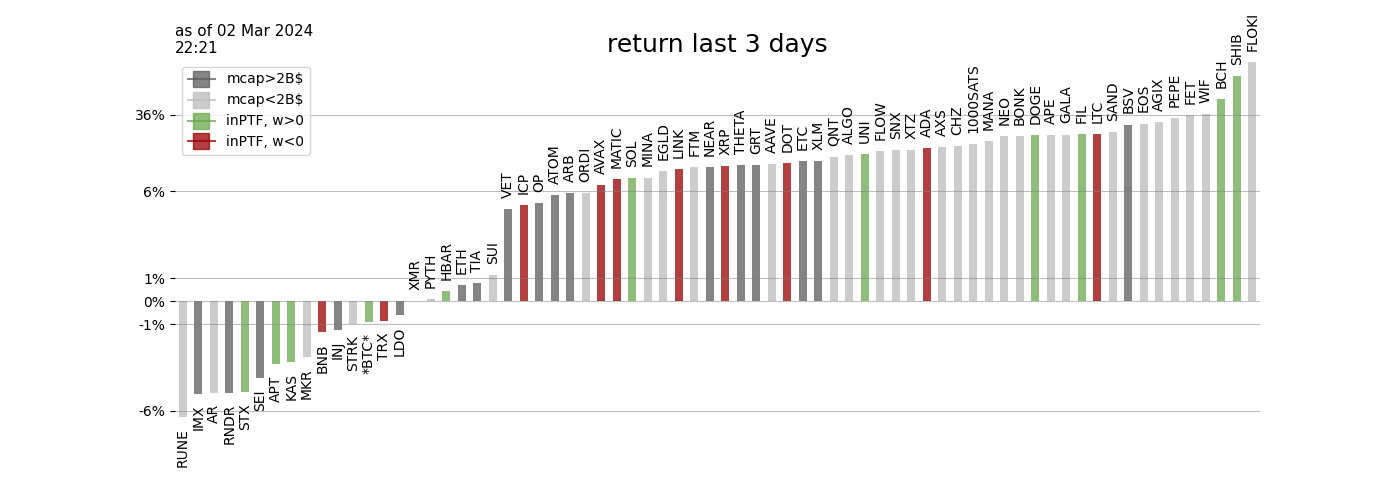 as of 02 Mar 2024
22:21
return last 3 days
mcap>2B$
mcap<2B$
inPTF, w>0
inPTF, w<0
36%
6%
1%
0%
-1%
-6%
RUNE
IMX
AR
RNDR
STX
SEI
APT
KAS
MKR
BNB
INJ
STRK
*BTC*
TRX
LDO
XMR
PYTH
HBAR
ETH
TIA
SUI
VET
ICP
OP
ATOM
ARB
ORDI
AVAX
MATIC
SOL
MINA
EGLD
LINK
FTM
NEAR
XRP
THETA
GRT
AAVE
DOT
ETC
XLM
QNT
ALGO
UNI
FLOW
SNX
XTZ
ADA
AXS
CHZ
1000SATS
MANA
NEO
BONK
DOGE
APE
GALA
FIL
LTC
SAND
BSV
EOS
AGIX
PEPE
FET
WIF
BCH
SHIB
FLOKI